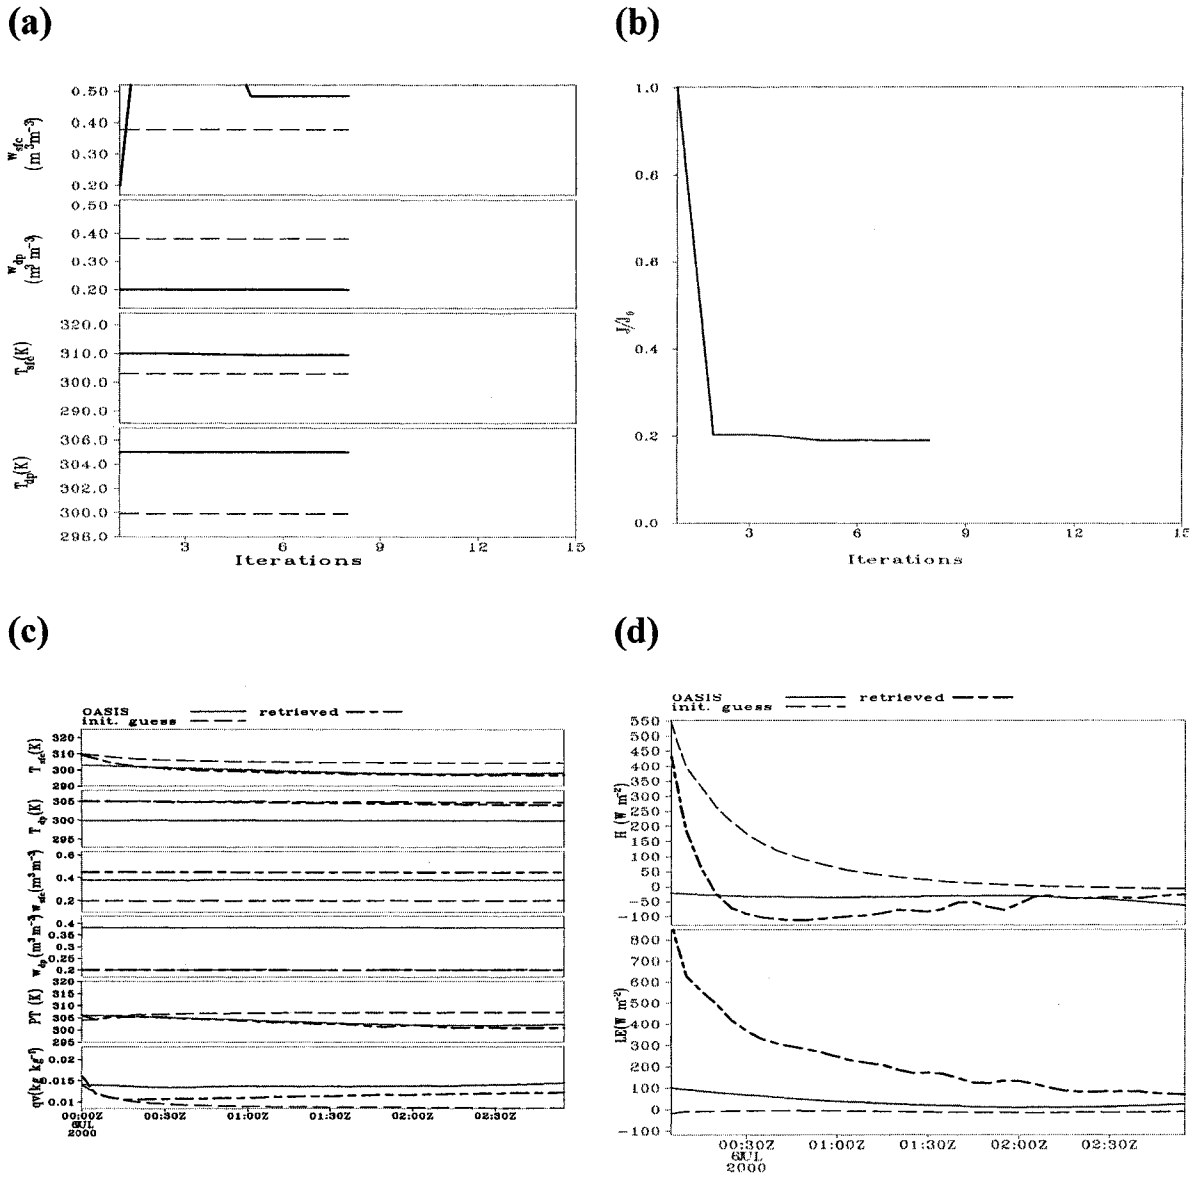 (a)
0.50
0.40
0.30
0.20
W_sfc (m³m⁻³)
0.50
0.40
0.30
0.20
W_dp (m³ m⁻³)
320.0
310.0
300.0
290.0
T_sfc(K)
306.0
304.0
302.0
300.0
296.0
T_dp(K)
3 6 9 12 15
Iterations
(b)
1.0
0.8
0.6
0.4
0.2
0.0
J/J₀
3 6 9 12 15
Iterations
(c)
OASIS retrieved
init. guess
320
310
300
290
T_sfc(K)
305
300
295
T_dp(K)
0.6
0.4
0.2
W_sfc(m³m⁻³)
0.4
0.35
0.3
0.25
0.2
W_dp(m³m⁻³)
320
315
310
305
300
295
PT (K)
0.02
0.015
0.01
qv(kg kg⁻¹)
00:00Z 00:30Z 01:00Z 01:30Z 02:00Z 02:30Z
6JUL
2000
(d)
OASIS retrieved
init. guess
550
500
450
400
350
300
250
200
150
100
50
0
-50
-100
H (W m⁻²)
800
700
600
500
400
300
200
100
0
-100
LE(W m⁻²)
00:30Z 01:00Z 01:30Z 02:00Z 02:30Z
6JUL
2000